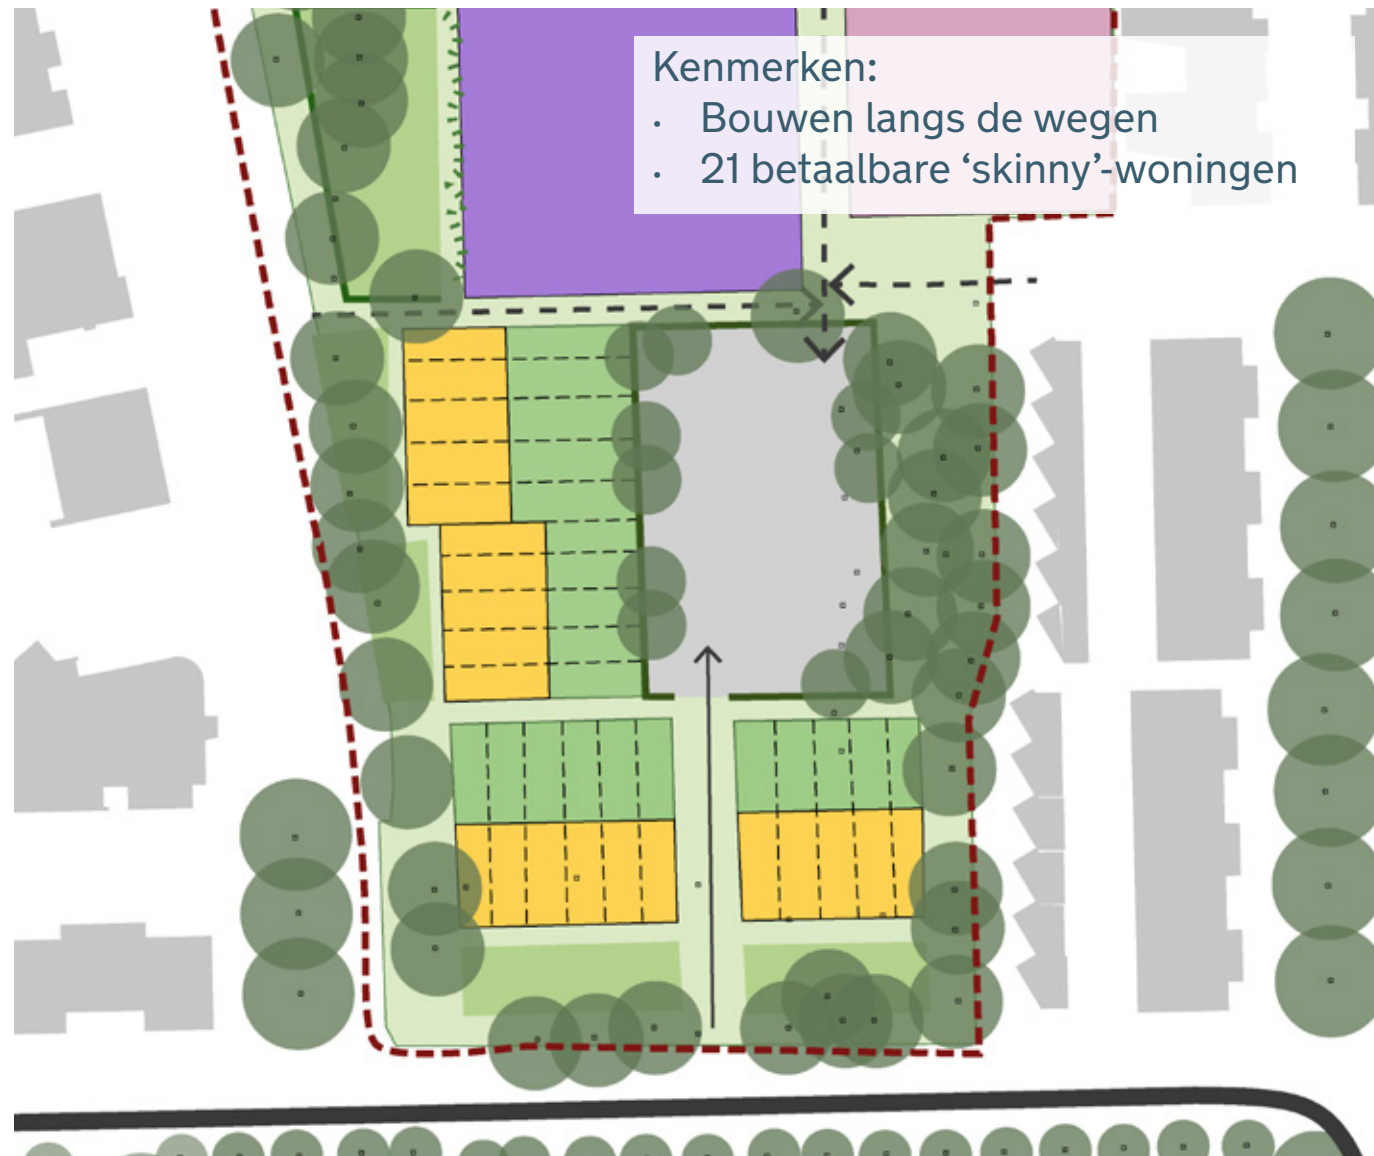 Kenmerken:
• Bouwen langs de wegen
• 21 betaalbare ‘skinny’-woningen